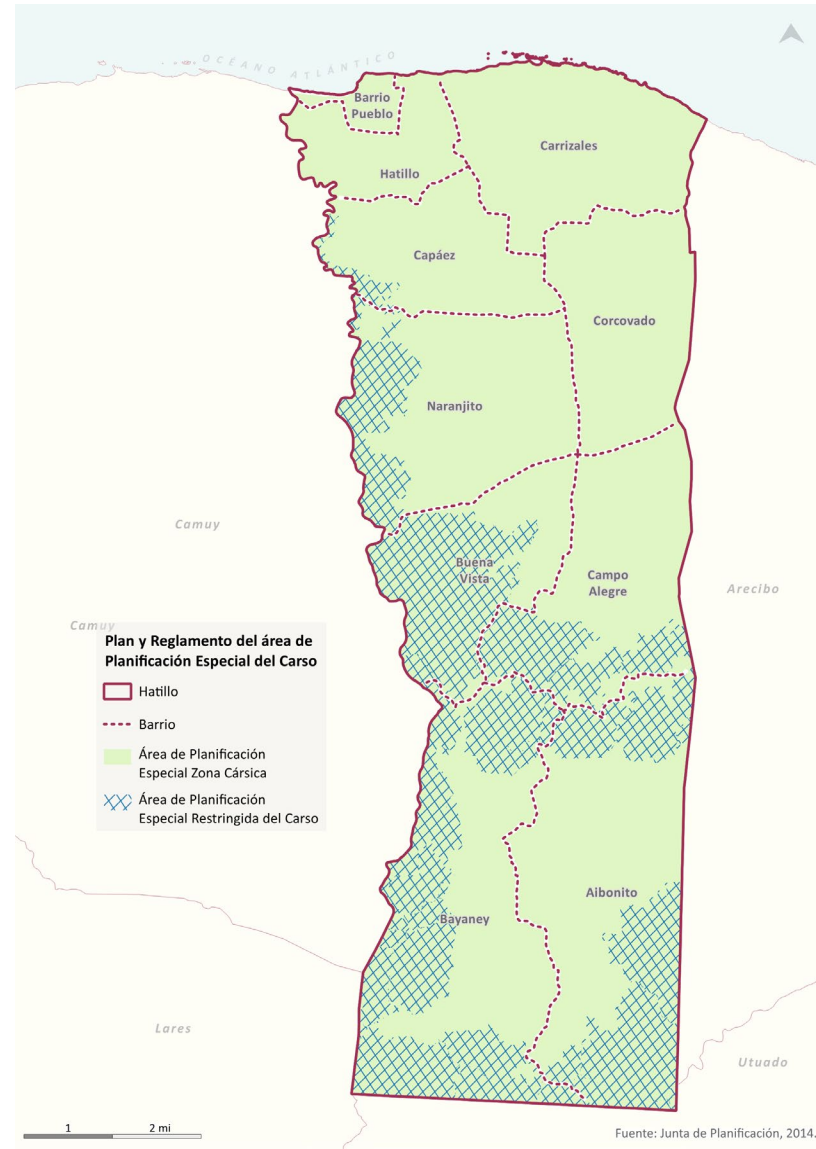 OCEANO ATLÁNTICO
Barrio
Pueblo
Carrizales
Hatillo
Capáez
Corcovado
Naranjito
Camuy
Buena
Vista
Campo
Alegre
Arecibo
Camuy
Plan y Reglamento del área de
Planificación Especial del Carso
Hatillo
Barrio
Área de Planificación
Especial Zona Cársica
Área de Planificación
Especial Restringida del Carso
Aibonito
Bayaney
Lares
Utuado
1 2 mi
Fuente: Junta de Planificación, 2014.